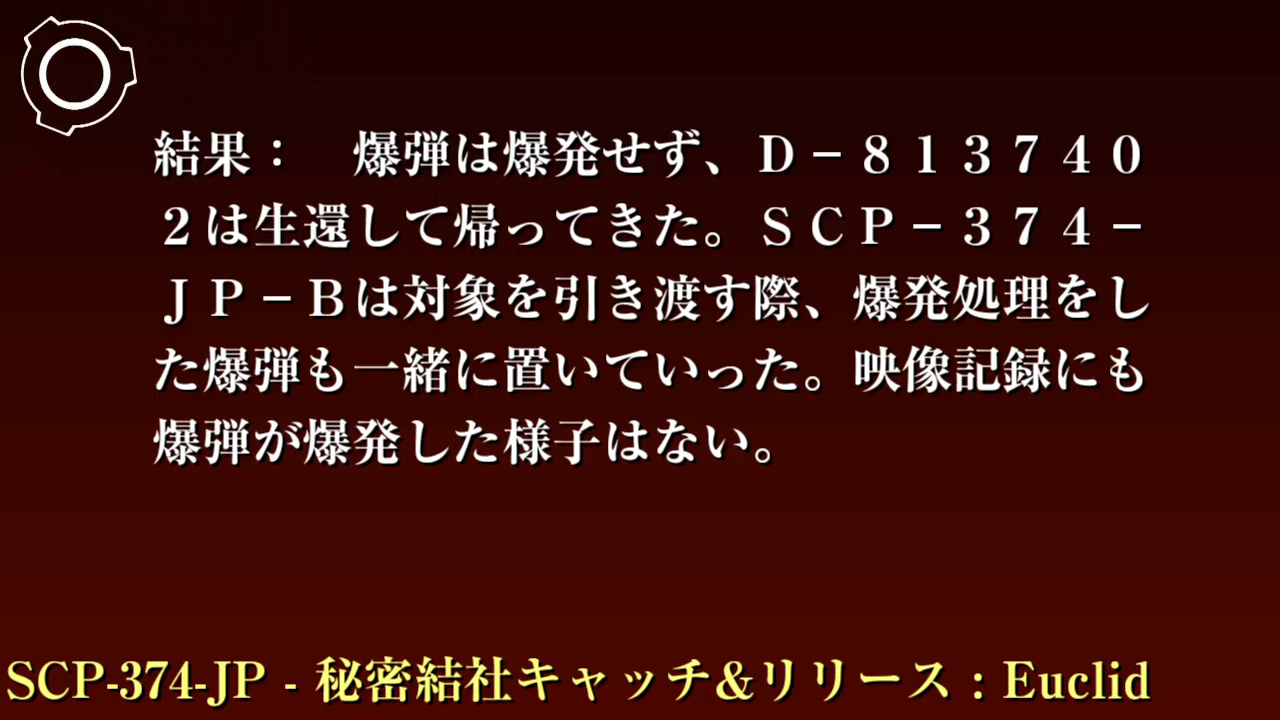 結果：　爆弾は爆発せず、Ｄ－８１３７４０
２は生還して帰ってきた。ＳＣＰ－３７４－
ＪＰ－Ｂは対象を引き渡す際、爆発処理をし
た爆弾も一緒に置いていった。映像記録にも
爆弾が爆発した様子はない。
SCP-374-JP - 秘密結社キャッチ&リリース：Euclid